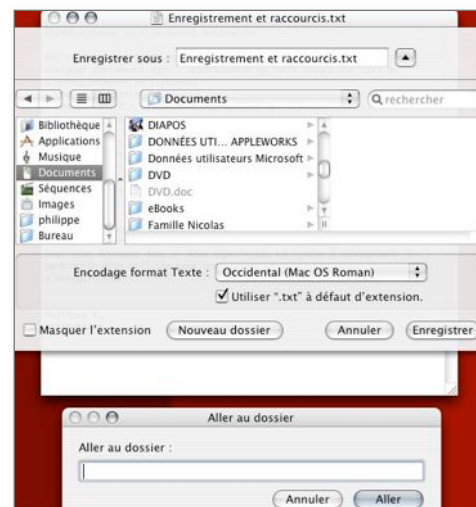 Enregistrement et raccourcis.txt
Enregistrer sous : Enregistrement et raccourcis.txt
Documents
rechercher
Bibliothèque
Applications
Musique
Documents
Séquences
Images
philippe
Bureau
DIAPOS
DONNÉES UTI... APPLEWORKS
Données utilisateurs Microsoft
DVD
DVD.doc
eBooks
Famille Nicolas
Encodage format Texte : Occidental (Mac OS Roman)
Utiliser “.txt” à défaut d'extension.
Masquer l'extension Nouveau dossier Annuler Enregistrer
Aller au dossier
Aller au dossier :
Annuler Aller